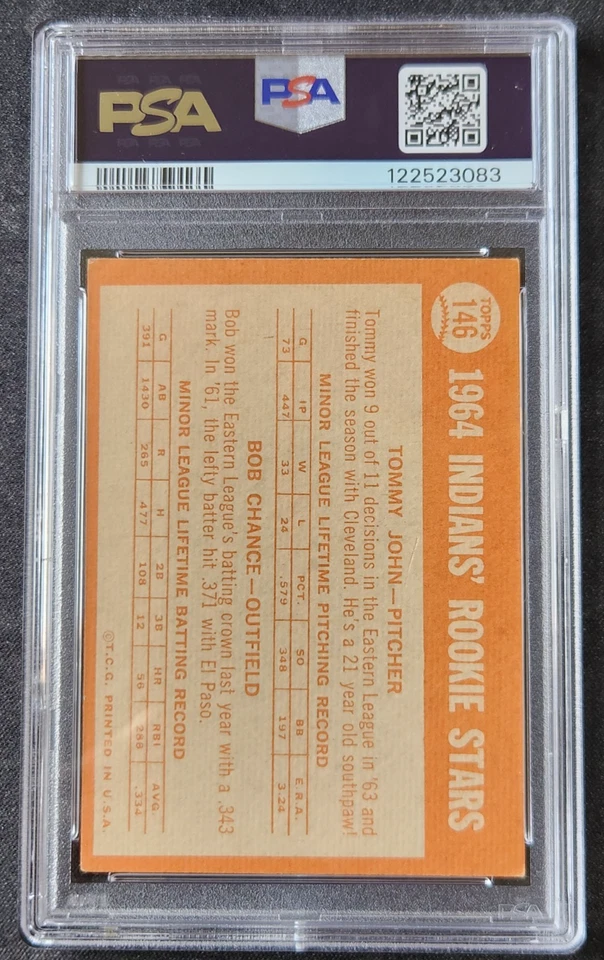 PSA
PSA
122523083
TOPPS
146
1964 INDIANS' ROOKIE STARS
TOMMY JOHN—PITCHER
Tommy won 9 out of 11 decisions in the Eastern League in '63 and
finished the season with Cleveland. He's a 21 year old southpaw!
MINOR LEAGUE LIFETIME PITCHING RECORD
G IP W L PCT. SO BB E.R.A.
73 447 33 24 .579 348 197 3.24
BOB CHANCE—OUTFIELD
Bob won the Eastern League's batting crown last year with a .343
mark. In '61, the lefty batter hit .371 with El Paso.
MINOR LEAGUE LIFETIME BATTING RECORD
G AB R H 2B 3B HR RBI AVG
391 1430 265 477 108 12 56 288 .334
©T.C.G. PRINTED IN U.S.A.
PSA